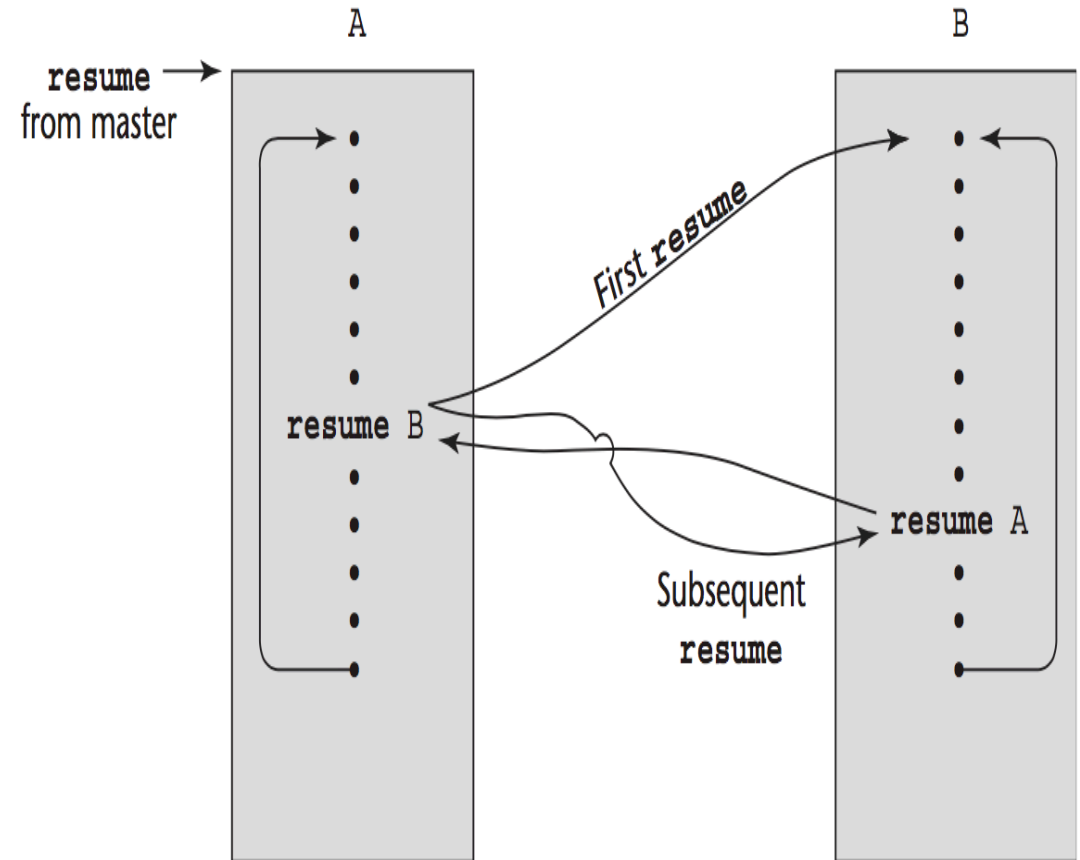 A
B
resume
from master
First resume
resume B
resume A
Subsequent
resume